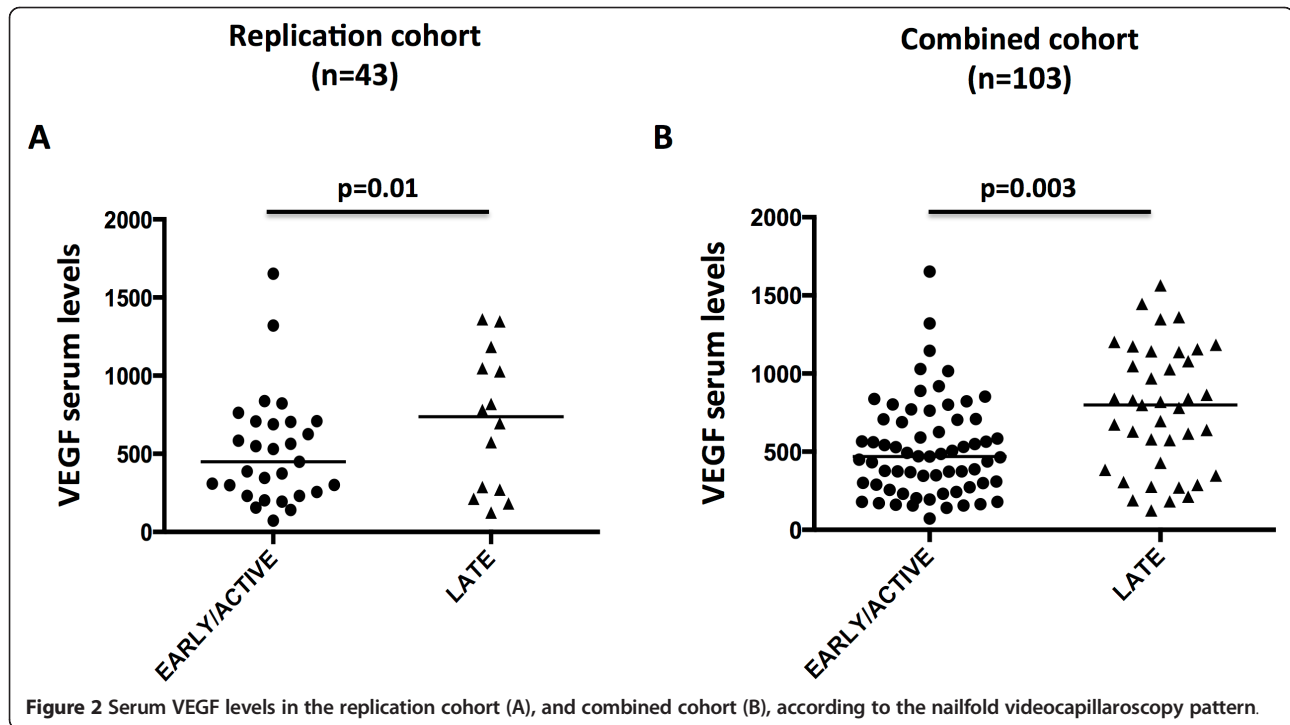 Replication cohort
(n=43)
Combined cohort
(n=103)
A
B
p=0.01
p=0.003
2000
1500
1000
500
0
VEGF serum levels
EARLY/ACTIVE
LATE
2000
1500
1000
500
0
VEGF serum levels
EARLY/ACTIVE
LATE
Figure 2 Serum VEGF levels in the replication cohort (A), and combined cohort (B), according to the nailfold videocapillaroscopy pattern.